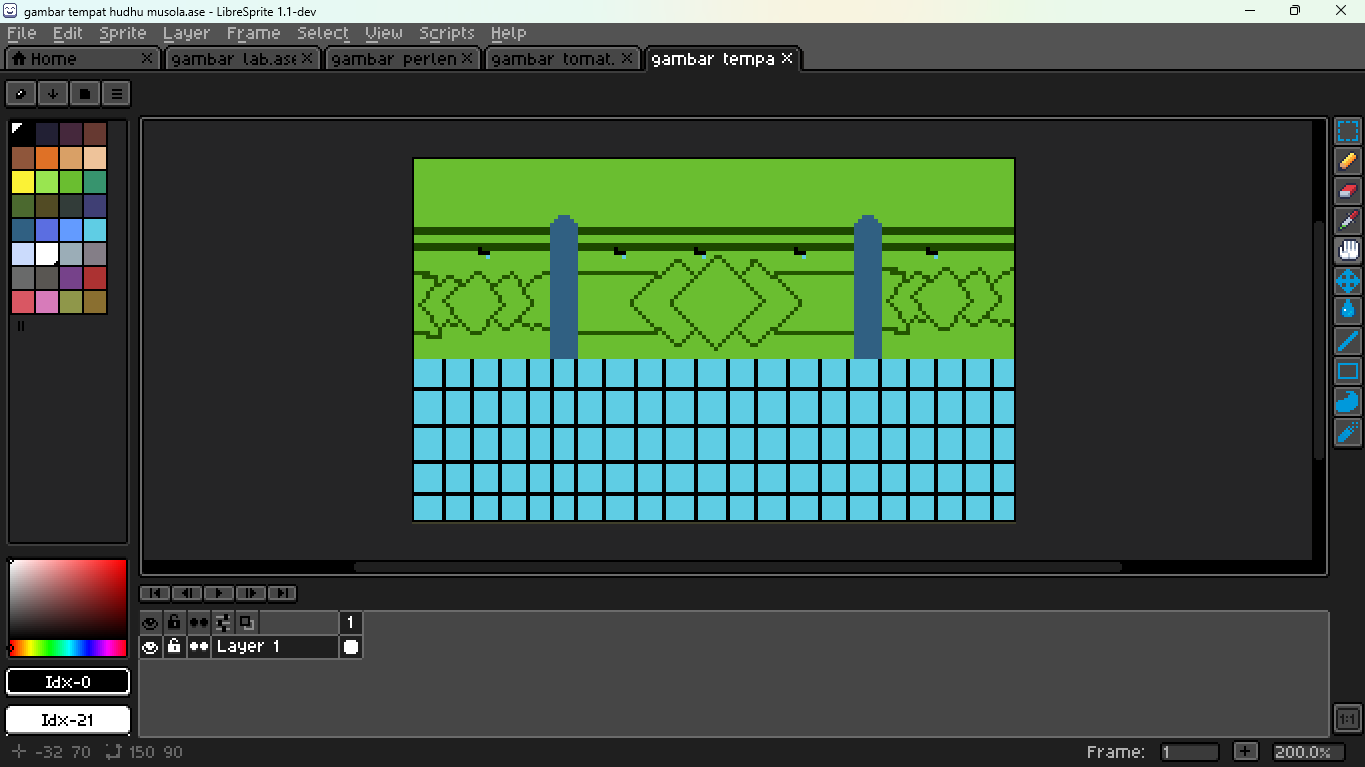 gambar tempat hudhu musola.ase - LibreSprite 1.1-dev
File Edit Sprite Layer Frame Select View Scripts Help
Home gambar lab.ase gambar perlen gambar tomat. gambar tempa
1
Layer 1
Idx-0
Idx-21
1:1
-32 70 150 90 Frame: 1 200.0%